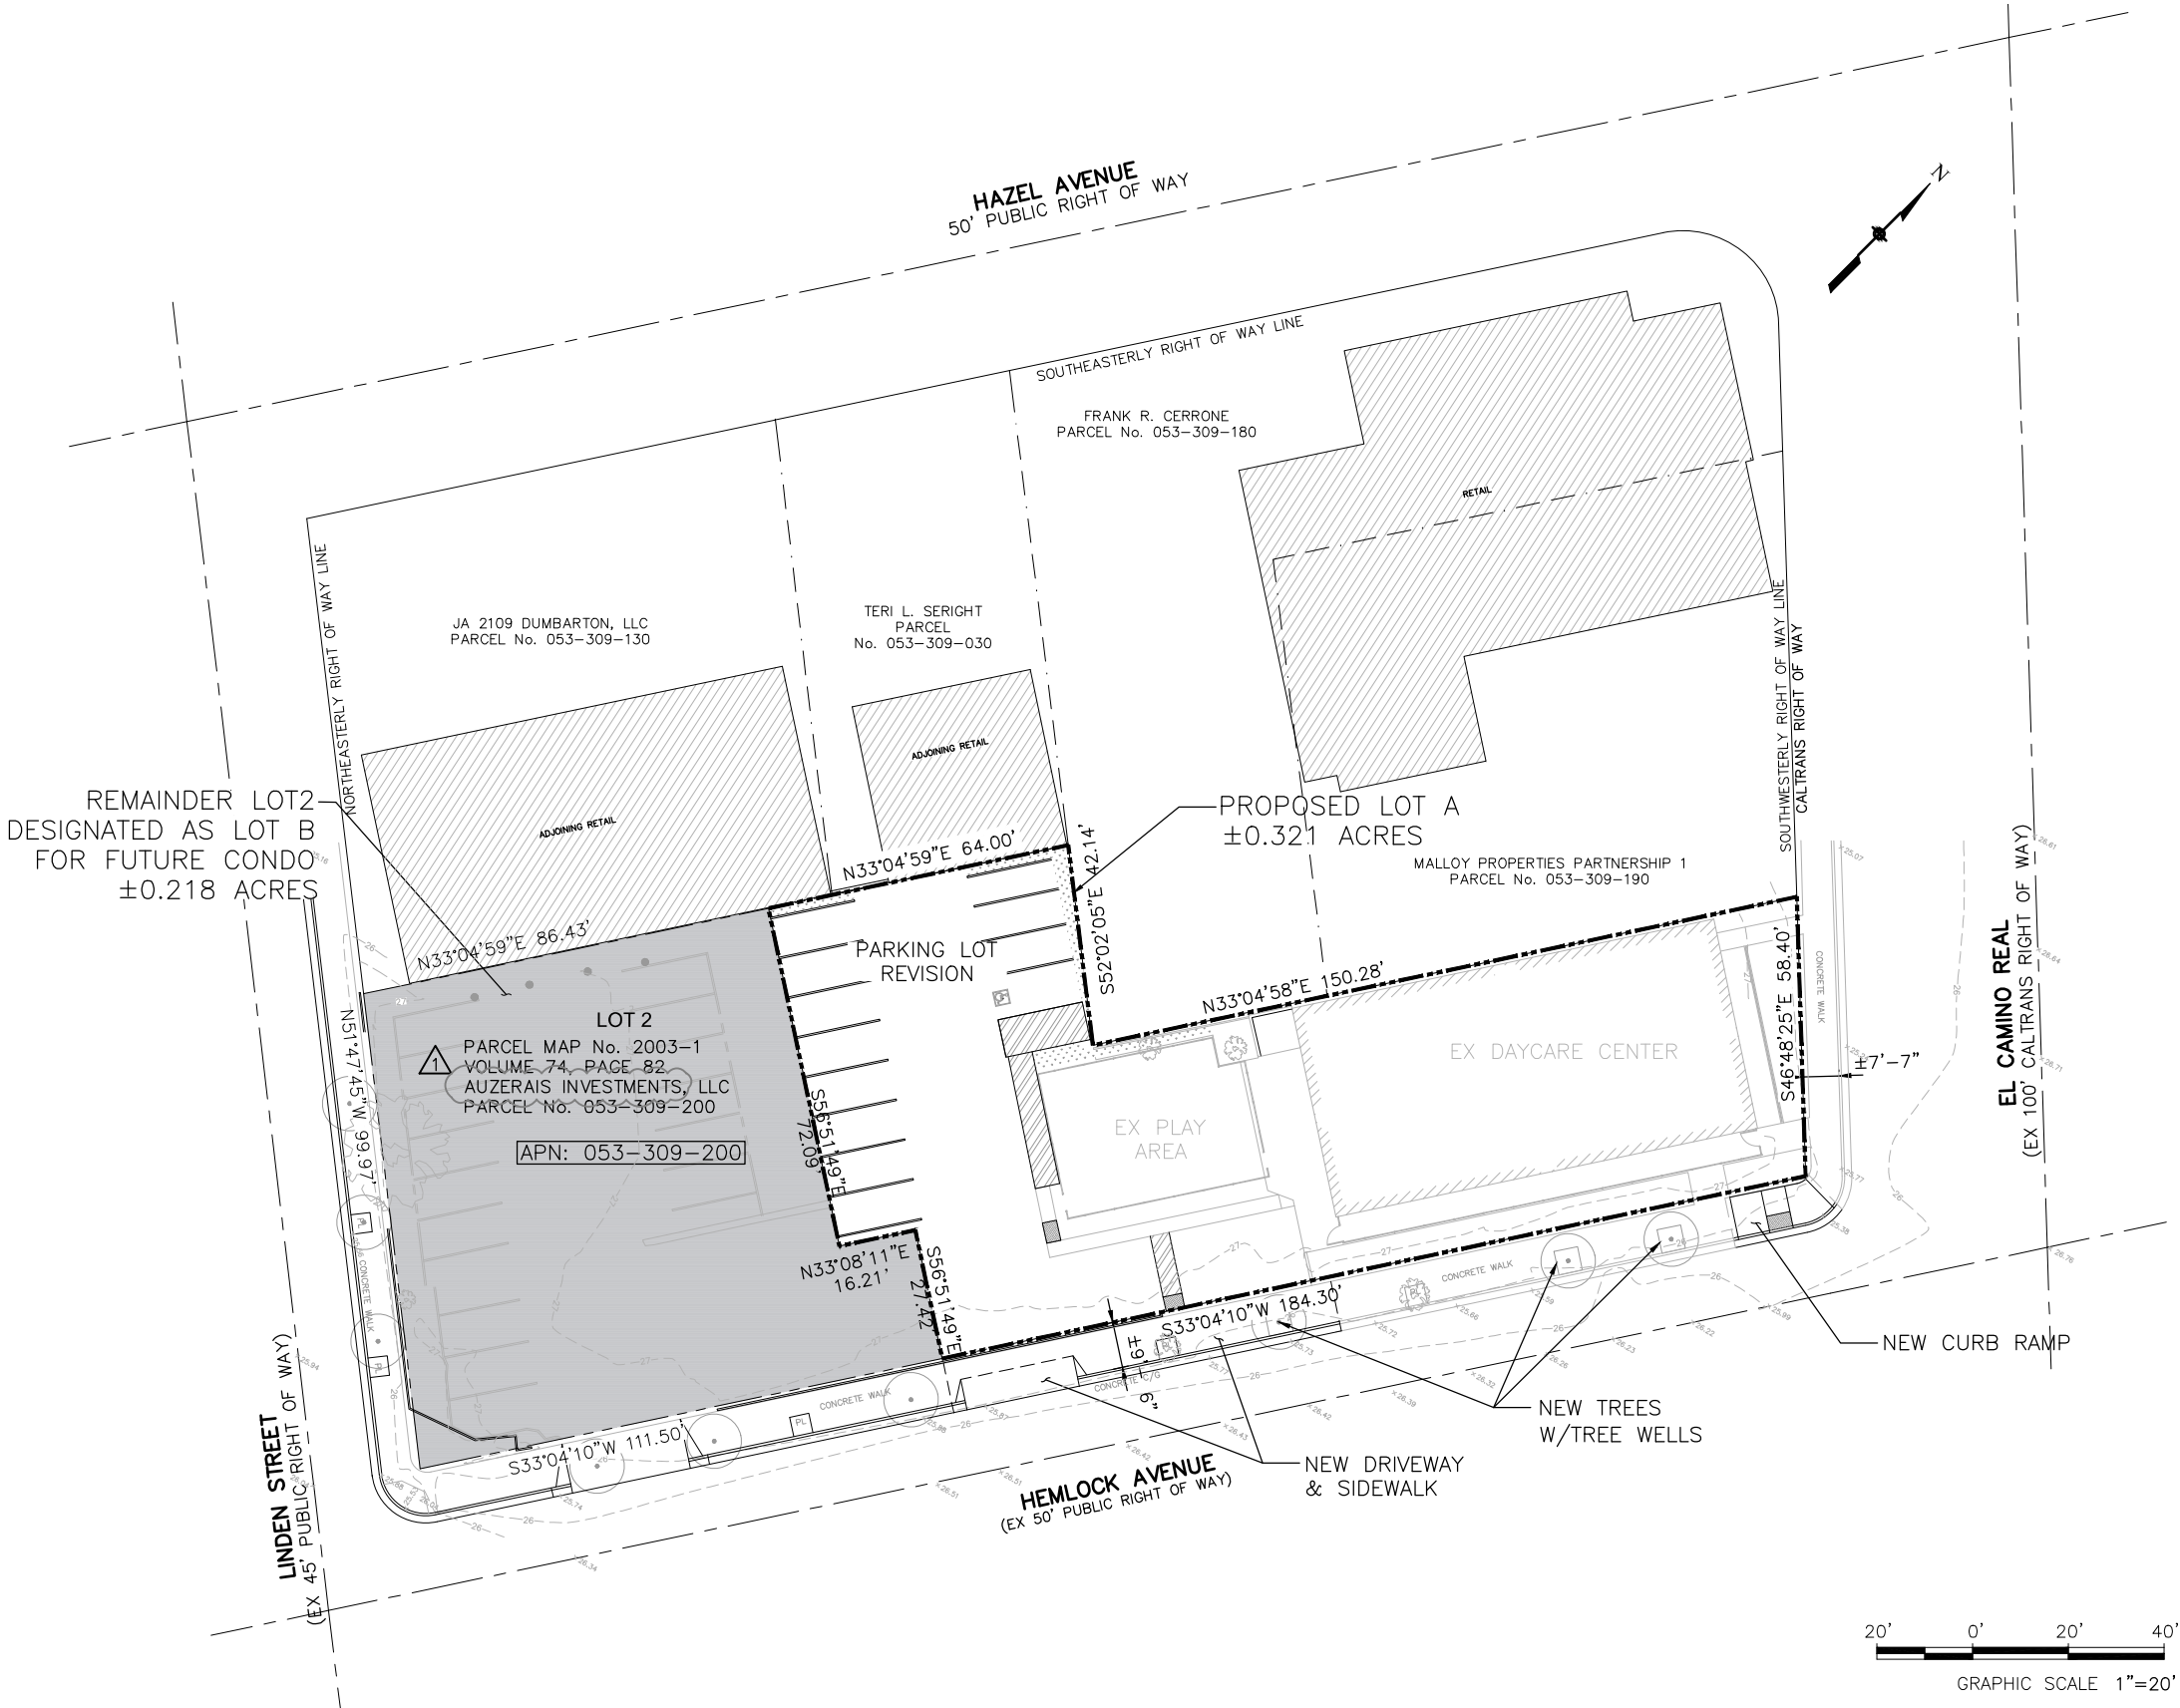 HAZEL AVENUE
50' PUBLIC RIGHT OF WAY
N
SOUTHEASTERLY RIGHT OF WAY LINE
FRANK R. CERRONE
PARCEL No. 053-309-180
RETAIL
NORTHEASTERLY RIGHT OF WAY LINE
JA 2109 DUMBARTON, LLC
PARCEL No. 053-309-130
TERI L. SERIGHT
PARCEL
No. 053-309-030
ADJOINING RETAIL
ADJOINING RETAIL
SOUTHWESTERLY RIGHT OF WAY LINE
CALTRANS RIGHT OF WAY
REMAINDER LOT2
DESIGNATED AS LOT B
FOR FUTURE CONDO
±0.218 ACRES
PROPOSED LOT A
±0.321 ACRES
MALLOY PROPERTIES PARTNERSHIP 1
PARCEL No. 053-309-190
N33°04'59"E 64.00'
S52°02'05"E 42.14'
N33°04'59"E 86.43'
PARKING LOT
REVISION
N33°04'58"E 150.28'
S46°48'25"E 58.40'
CONCRETE WALK
EL CAMINO REAL
(EX 100' CALTRANS RIGHT OF WAY)
±7'-7"
LOT 2
1
PARCEL MAP No. 2003-1
VOLUME 74, PACE 82
AUZERAIS INVESTMENTS, LLC
PARCEL No. 053-309-200
APN: 053-309-200
N51°47'45"W 99.97'
S56°51'49"E
72.09'
EX PLAY
AREA
EX DAYCARE CENTER
N33°08'11"E
16.21'
S56°51'49"E
27.42'
S33°04'10"W 184.30'
S33°04'10"W 111.50'
±9'-6"
CONCRETE WALK
CONCRETE WALK
CONCRETE WALK
CONCRETE C/G
PL
PL
PL
NEW CURB RAMP
NEW TREES
W/TREE WELLS
NEW DRIVEWAY
& SIDEWALK
HEMLOCK AVENUE
(EX 50' PUBLIC RIGHT OF WAY)
LINDEN STREET
(EX 45' PUBLIC RIGHT OF WAY)
20' 0' 20' 40'
GRAPHIC SCALE 1"=20'